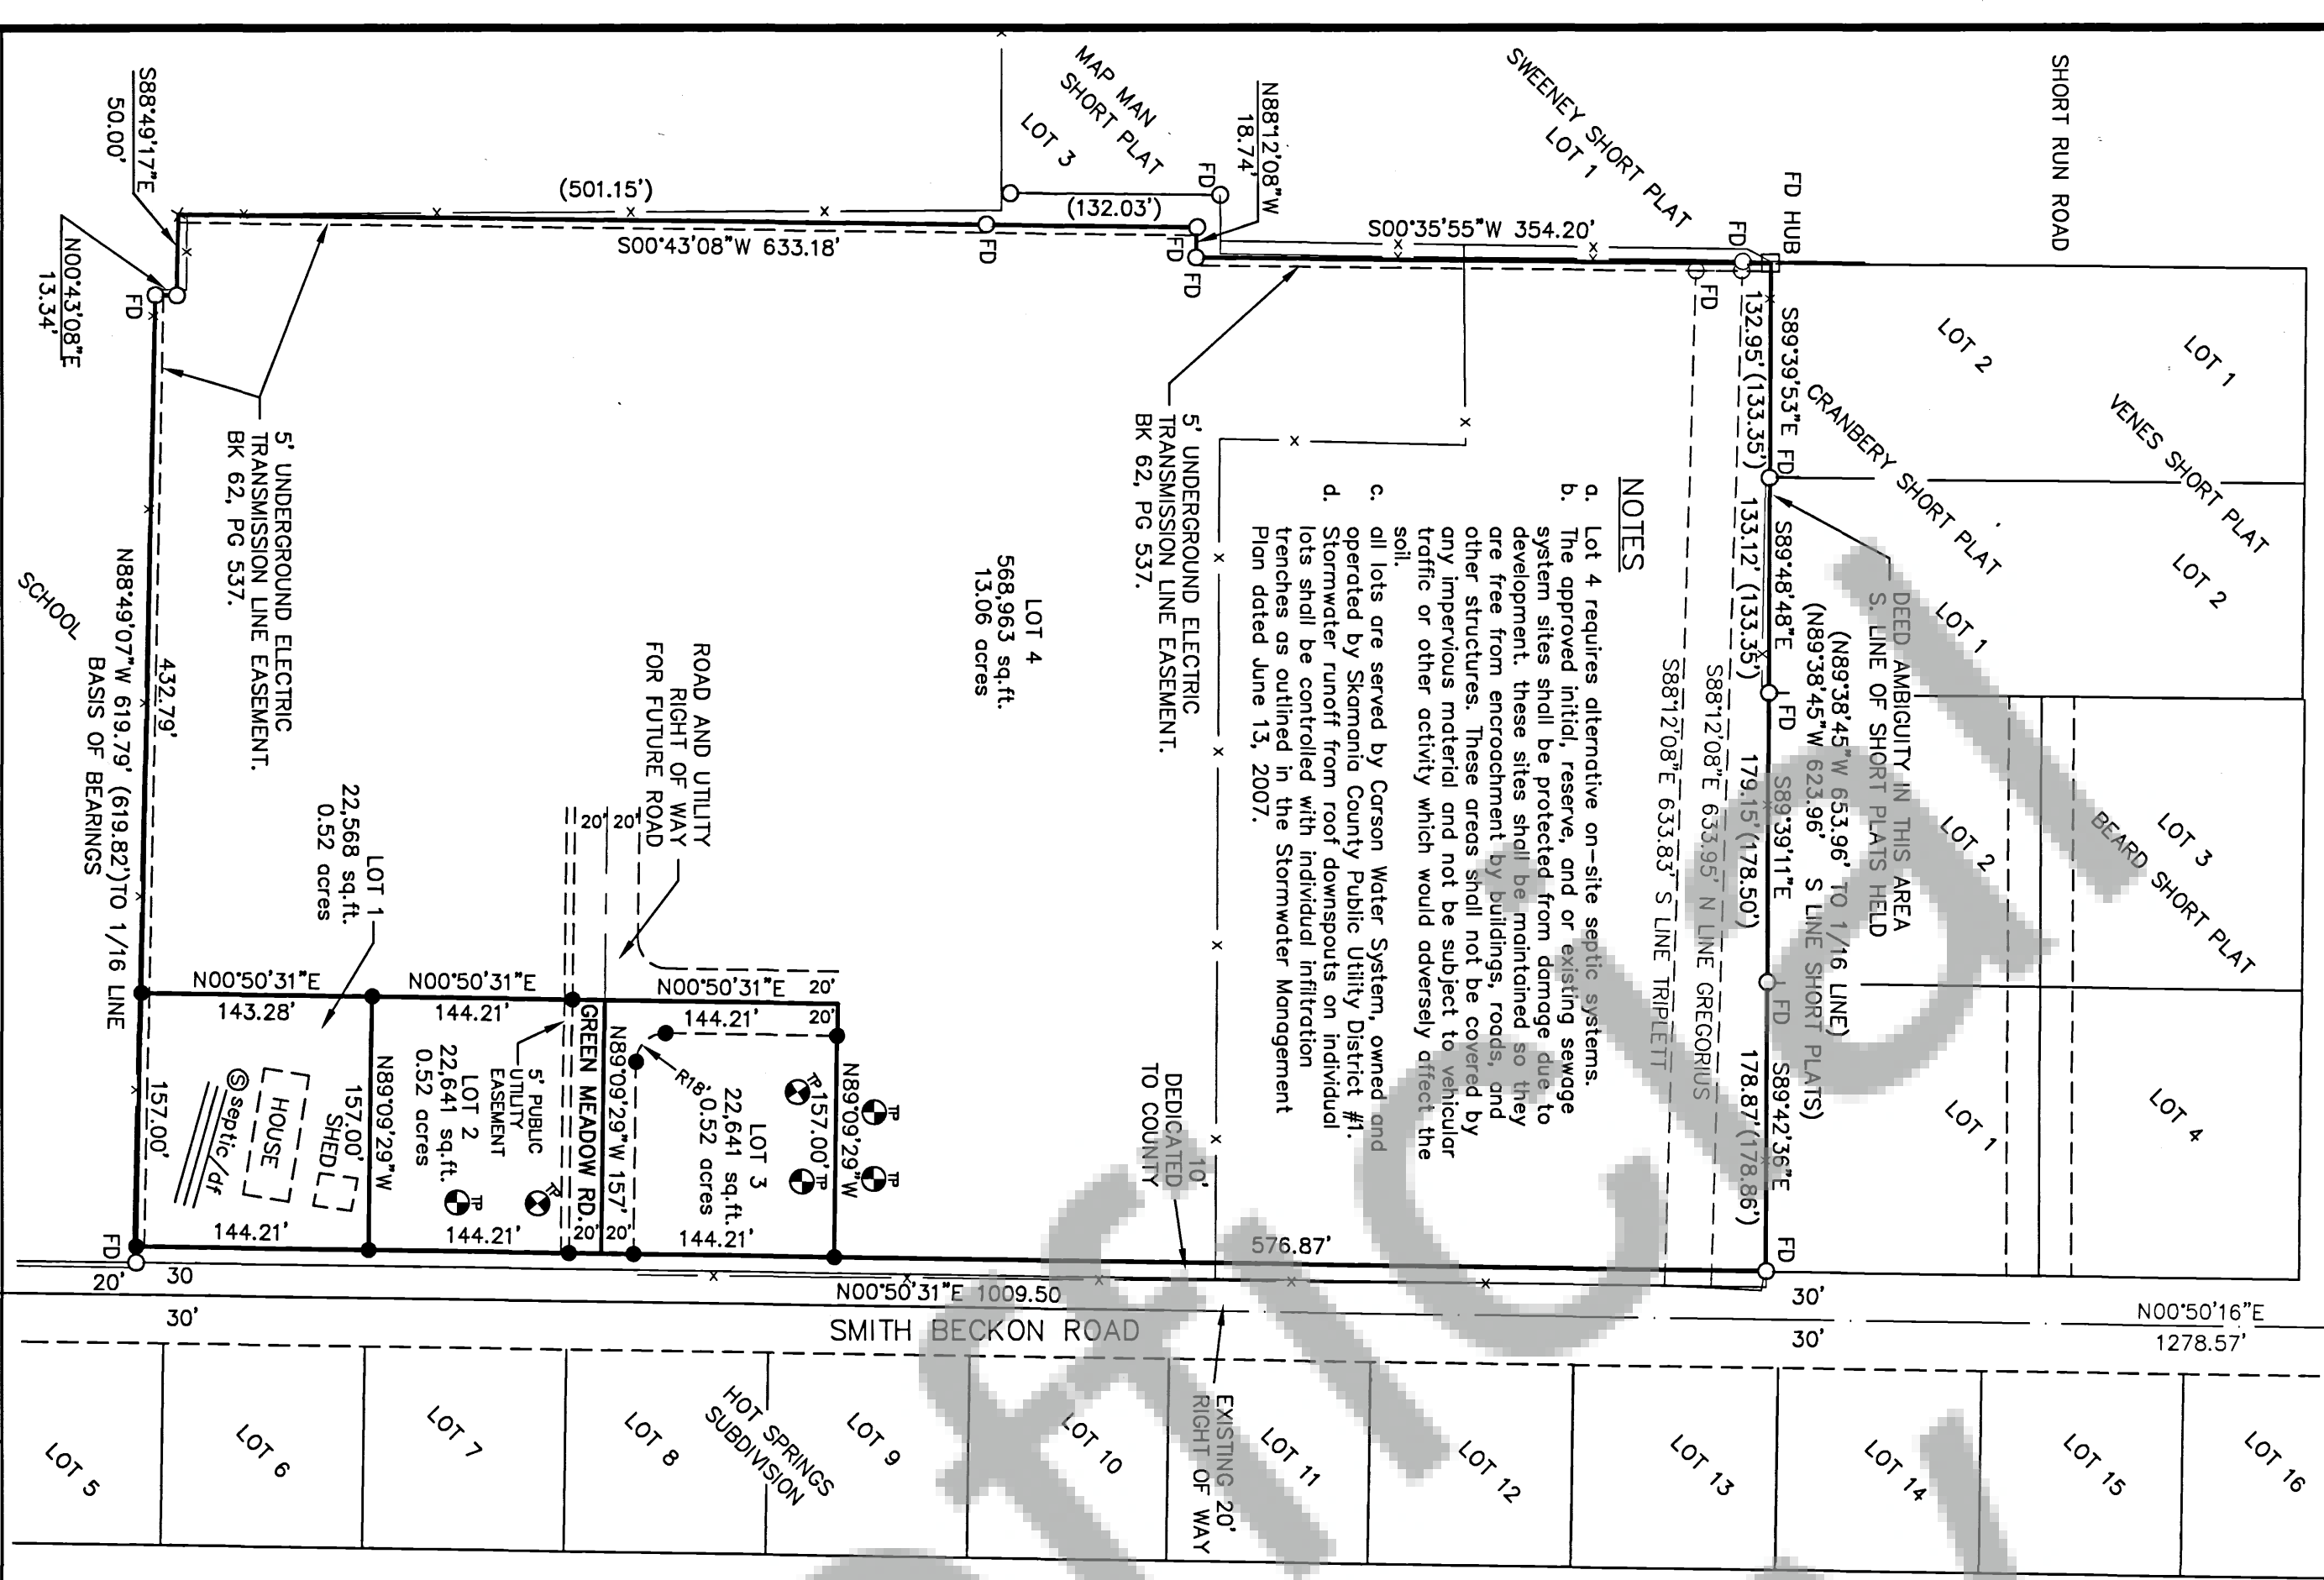 SHORT RUN ROAD
FD HUB
SWEENEY SHORT PLAT
LOT 1
MAP MAN
SHORT PLAT
LOT 3
N88°12'08"W
18.74'
S88°49'17"E
50.00'
N00°43'08"E
13.34'
(501.15')
(132.03')
S00°43'08"W 633.18'
S00°35'55"W 354.20'
FD
FD
FD
FD
FD
FD
FD
LOT 1
LOT 2
VENES SHORT PLAT
LOT 2
CRANBERY SHORT PLAT
LOT 1
LOT 3
BEARD SHORT PLAT
LOT 2
LOT 4
LOT 1
S89°39'53"E
132.95'(133.35')
FD
S89°48'48"E
133.12' (133.35')
FD
S89°39'11"E
179.15'(178.50')
FD
S89°42'36"E
178.87'(178.86')
FD
DEED AMBIGUITY IN THIS AREA
S. LINE OF SHORT PLATS HELD
(N89°38'45"W 653.96' TO 1/16 LINE)
(N89°38'45"W 623.96' S LINE SHORT PLATS)
S88°12'08"E 633.95' N LINE GREGORIUS
S88°12'08"E 633.83' S LINE TRIPLETT
NOTES
a. Lot 4 requires alternative on-site septic systems.
b. The approved initial, reserve, and or existing sewage
system sites shall be protected from damage due to
development. these sites shall be maintained so they
are free from encroachment by buildings, roads, and
other structures. These areas shall not be covered by
any impervious material and not be subject to vehicular
traffic or other activity which would adversely affect the
soil.
c. all lots are served by Carson Water System, owned and
operated by Skamania County Public Utility District #1.
d. Stormwater runoff from roof downspouts on individual
lots shall be controlled with individual infiltration
trenches as outlined in the Stormwater Management
Plan dated June 13, 2007.
5' UNDERGROUND ELECTRIC
TRANSMISSION LINE EASEMENT.
BK 62, PG 537.
LOT 4
568,963 sq.ft.
13.06 acres
ROAD AND UTILITY
RIGHT OF WAY
FOR FUTURE ROAD
5' UNDERGROUND ELECTRIC
TRANSMISSION LINE EASEMENT.
BK 62, PG 537.
SCHOOL
432.79'
N88°49'07"W 619.79' (619.82')TO 1/16 LINE
BASIS OF BEARINGS
LOT 1
22,568 sq.ft.
0.52 acres
20' 20'
N00°50'31"E
143.28'
N00°50'31"E
144.21'
N00°50'31"E
144.21'
20'
20'
GREEN MEADOW RD.
N89°09'29"W 157'
R18'
LOT 3
22,641 sq.ft.
0.52 acres
N89°09'29"W
157.00'
TP
TP
TP
TP
5' PUBLIC
UTILITY
EASEMENT
LOT 2
22,641 sq.ft.
0.52 acres
TP
TP
N89°09'29"W
157.00'
SHED
HOUSE
S septic/df
157.00'
144.21'
144.21'
20' 20'
144.21'
576.87'
10'
DEDICATED
TO COUNTY
FD
20'
30
30'
N00°50'31"E 1009.50
SMITH BECKON ROAD
30'
30'
N00°50'16"E
1278.57'
EXISTING 20'
RIGHT OF WAY
HOT SPRINGS
SUBDIVISION
LOT 5
LOT 6
LOT 7
LOT 8
LOT 9
LOT 10
LOT 11
LOT 12
LOT 13
LOT 14
LOT 15
LOT 16